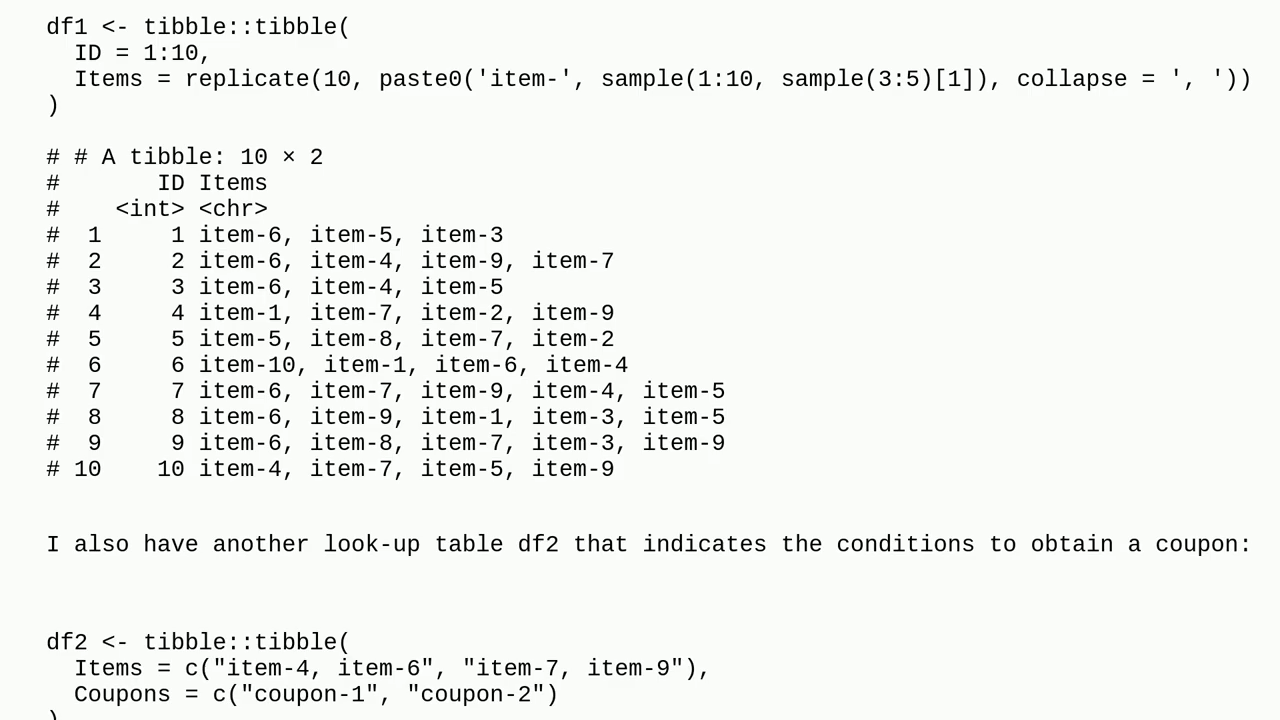 df1 <- tibble::tibble(
  ID = 1:10,
  Items = replicate(10, paste0('item-', sample(1:10, sample(3:5)[1]), collapse = ', '))
)
# # A tibble: 10 × 2
#       ID Items
#    <int> <chr>
#  1     1 item-6, item-5, item-3
#  2     2 item-6, item-4, item-9, item-7
#  3     3 item-6, item-4, item-5
#  4     4 item-1, item-7, item-2, item-9
#  5     5 item-5, item-8, item-7, item-2
#  6     6 item-10, item-1, item-6, item-4
#  7     7 item-6, item-7, item-9, item-4, item-5
#  8     8 item-6, item-9, item-1, item-3, item-5
#  9     9 item-6, item-8, item-7, item-3, item-9
# 10    10 item-4, item-7, item-5, item-9
I also have another look-up table df2 that indicates the conditions to obtain a coupon:
df2 <- tibble::tibble(
  Items = c("item-4, item-6", "item-7, item-9"),
  Coupons = c("coupon-1", "coupon-2")
)